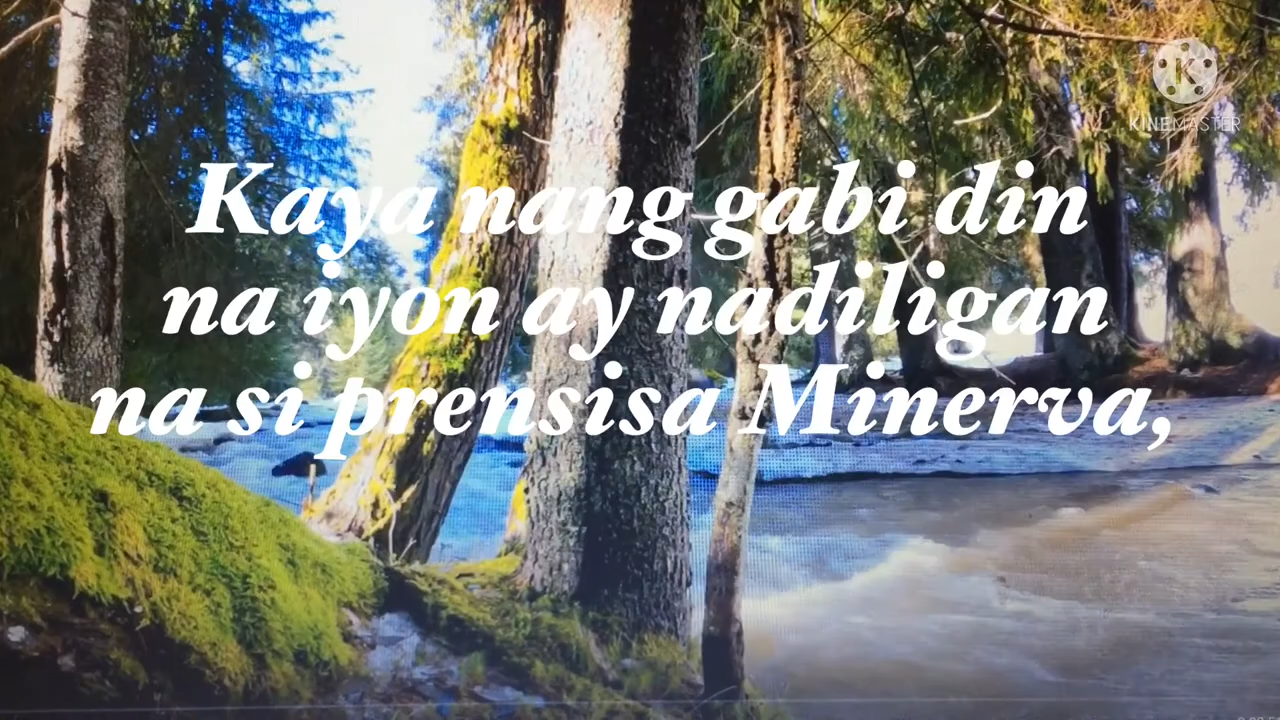 KINEMASTER
Kaya nang gabi din
na iyon ay nadiligan
na si prensisa Minerva,